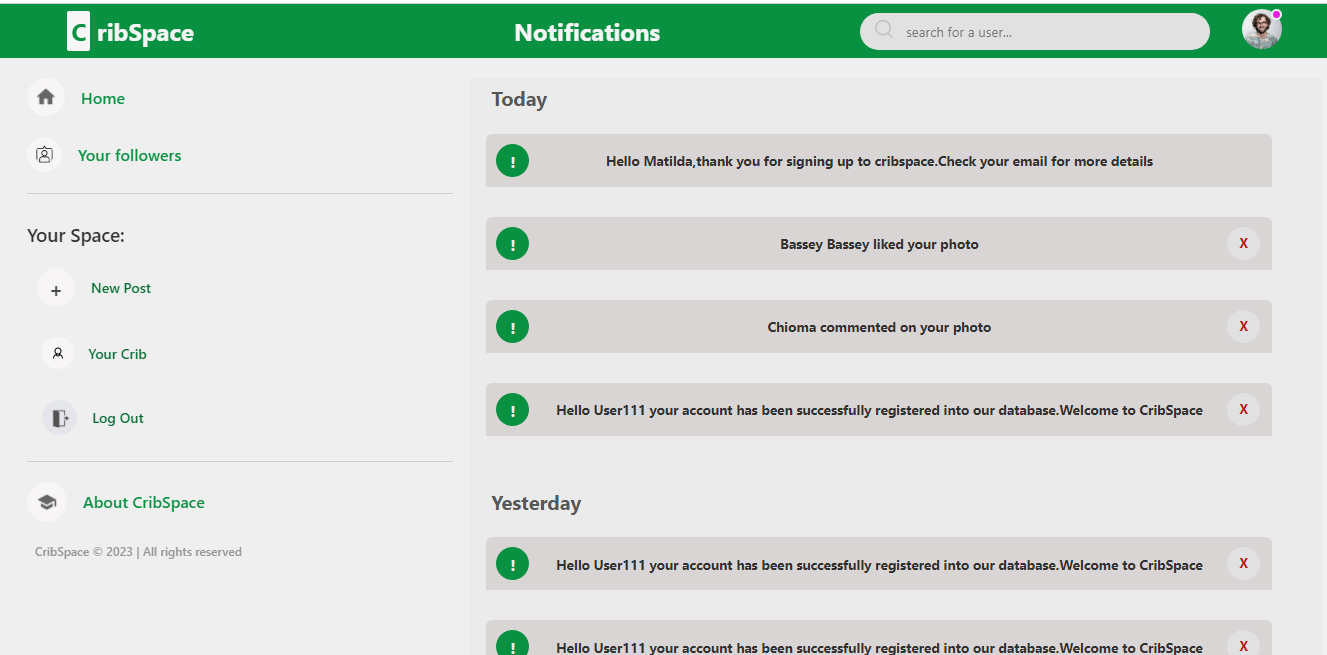 CribSpace
Notifications
search for a user...
Home
Your followers
Your Space:
+
New Post
Your Crib
Log Out
About CribSpace
CribSpace © 2023 | All rights reserved
Today
! Hello Matilda,thank you for signing up to cribspace.Check your email for more details
! Bassey Bassey liked your photo X
! Chioma commented on your photo X
! Hello User111 your account has been successfully registered into our database.Welcome to CribSpace X
Yesterday
! Hello User111 your account has been successfully registered into our database.Welcome to CribSpace X
! Hello User111 your account has been successfully registered into our database.Welcome to CribSpace X